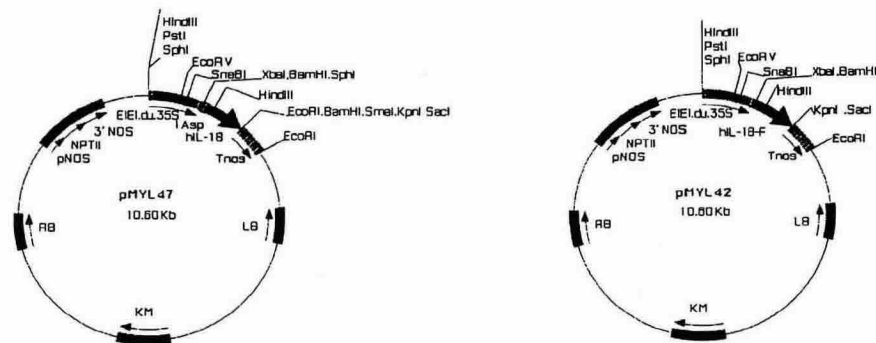 HindIII
PstI
SphI
EcoRV
SnaBI
XbaI,BamHI,SphI
HindIII
EcoRI,BamHI,SmaI,KpnI SacI
EcoRI
EIEI.du.35S
Asp
hIL-18
3' NOS
NPTII
pNOS
Tnos
pMYL47
10.60Kb
RB
LB
KM
HindIII
PstI
SphI
EcoRV
SnaBI
XbaI,BamHI
HindIII
KpnI .SacI
EcoRI
EIEI.du.35S
hIL-18-F
3' NOS
NPTII
pNOS
Tnos
pMYL42
10.60Kb
RB
LB
KM